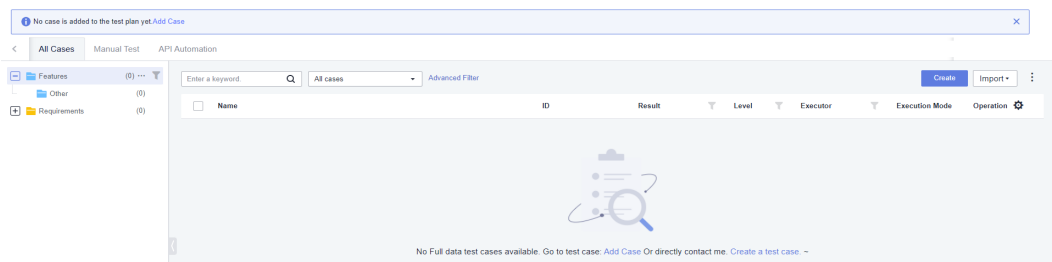 No case is added to the test plan yet.Add Case
All Cases Manual Test API Automation
Features (0)
Enter a keyword. All cases Advanced Filter Create Import
Other (0)
Name ID Result Level Executor Execution Mode Operation
Requirements (0)
No Full data test cases available. Go to test case: Add Case Or directly contact me. Create a test case. ~